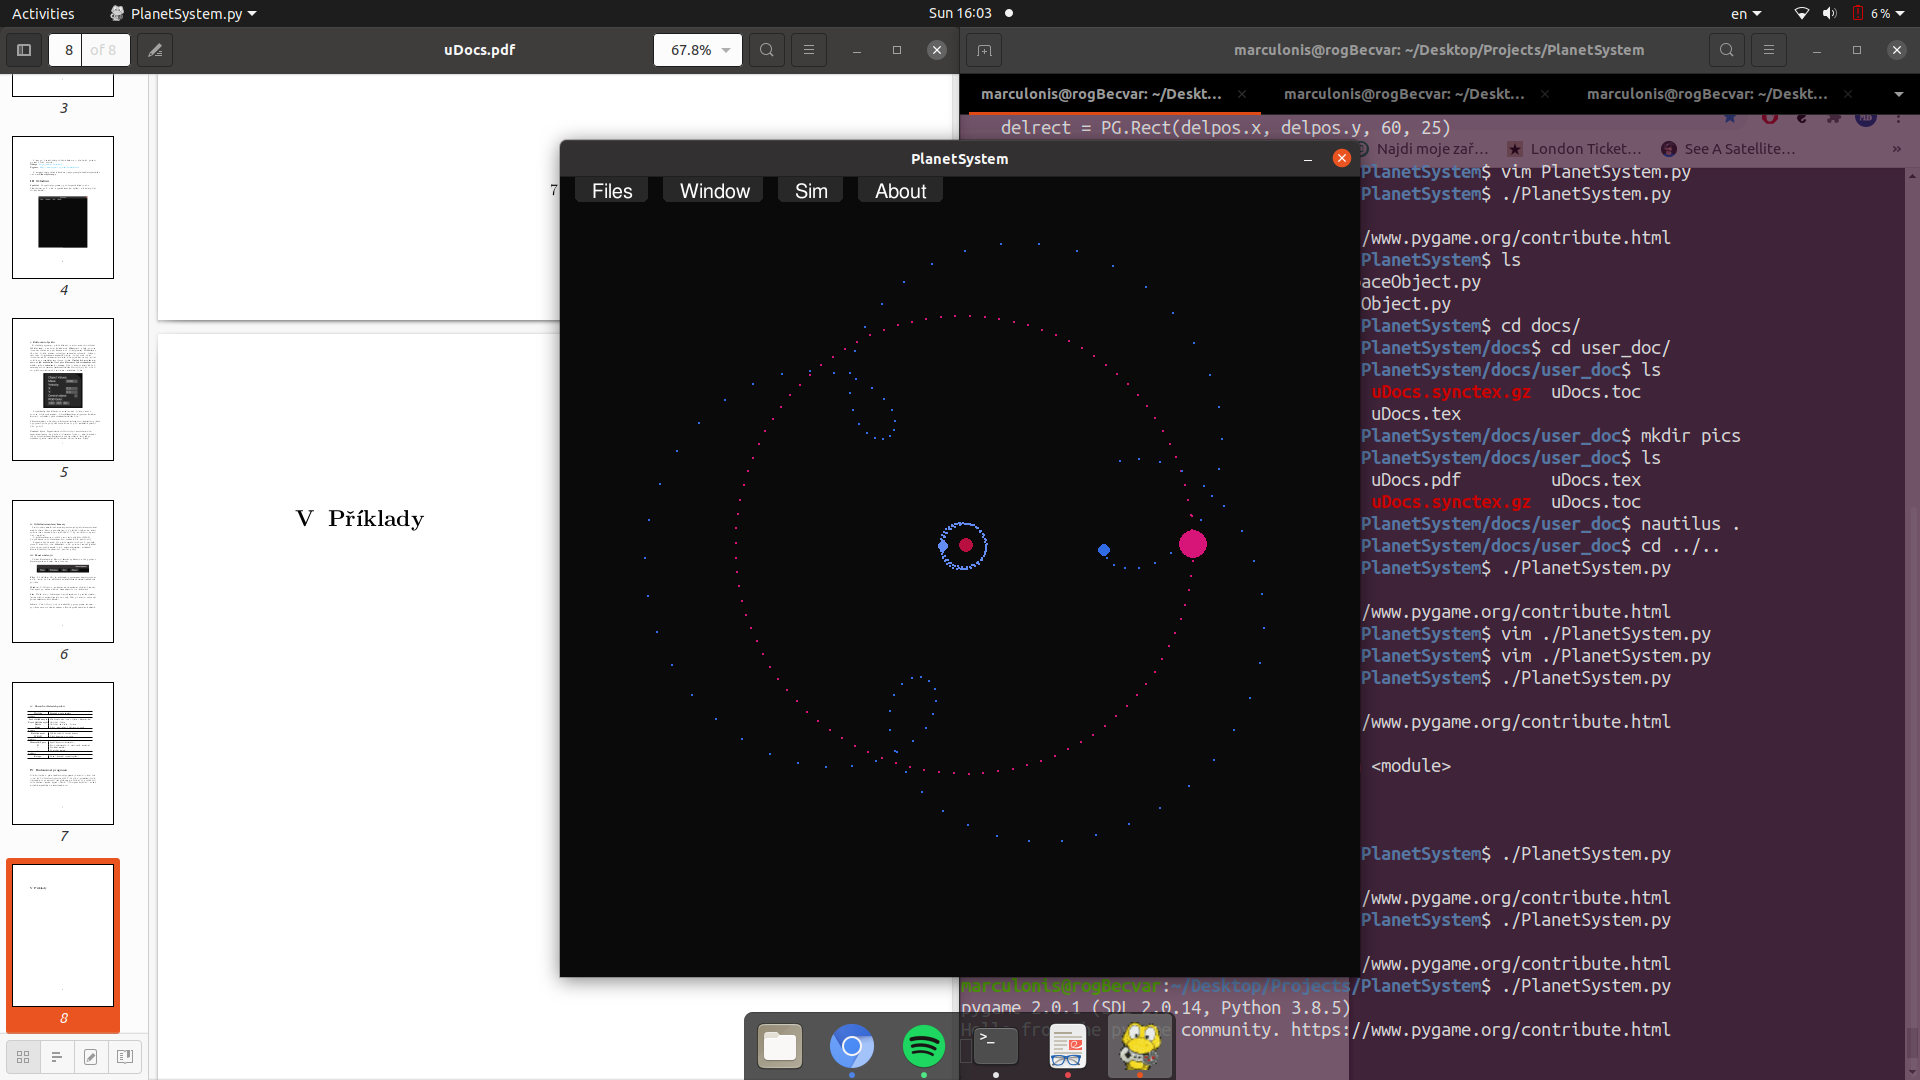 Activities
PlanetSystem.py
Sun 16:03
en
6 %
8
of 8
uDocs.pdf
67.8%
marculonis@rogBecvar: ~/Desktop/Projects/PlanetSystem
marculonis@rogBecvar: ~/Deskt...
marculonis@rogBecvar: ~/Deskt...
marculonis@rogBecvar: ~/Deskt...
3
4
5
6
7
8
7
V Příklady
PlanetSystem
Files
Window
Sim
About
delrect = PG.Rect(delpos.x, delpos.y, 60, 25)
Najdi moje zař...
London Ticket...
See A Satellite...
PlanetSystem$ vim PlanetSystem.py
PlanetSystem$ ./PlanetSystem.py
/www.pygame.org/contribute.html
PlanetSystem$ ls
aceObject.py
Object.py
PlanetSystem$ cd docs/
PlanetSystem/docs$ cd user_doc/
PlanetSystem/docs/user_doc$ ls
uDocs.synctex.gz uDocs.toc
uDocs.tex
PlanetSystem/docs/user_doc$ mkdir pics
PlanetSystem/docs/user_doc$ ls
uDocs.pdf uDocs.tex
uDocs.synctex.gz uDocs.toc
PlanetSystem/docs/user_doc$ nautilus .
PlanetSystem/docs/user_doc$ cd ../..
PlanetSystem$ ./PlanetSystem.py
/www.pygame.org/contribute.html
PlanetSystem$ vim ./PlanetSystem.py
PlanetSystem$ vim ./PlanetSystem.py
PlanetSystem$ ./PlanetSystem.py
/www.pygame.org/contribute.html
<module>
PlanetSystem$ ./PlanetSystem.py
/www.pygame.org/contribute.html
PlanetSystem$ ./PlanetSystem.py
/www.pygame.org/contribute.html
marculonis@rogBecvar:~/Desktop/Projects/PlanetSystem$ ./PlanetSystem.py
pygame 2.0.1 (SDL 2.0.14, Python 3.8.5)
community. https://www.pygame.org/contribute.html